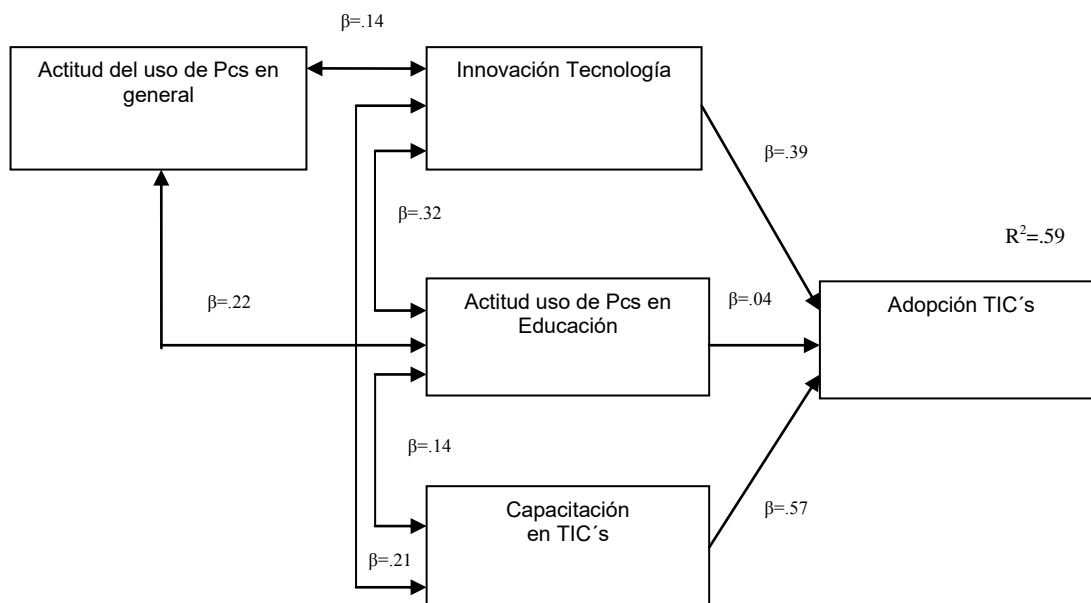 β=.14
Actitud del uso de Pcs en
general
Innovación Tecnología
β=.39
β=.32
R²=.59
β=.22
Actitud uso de Pcs en
Educación
β=.04
Adopción TIC´s
β=.14
Capacitación
en TIC´s
β=.57
β=.21